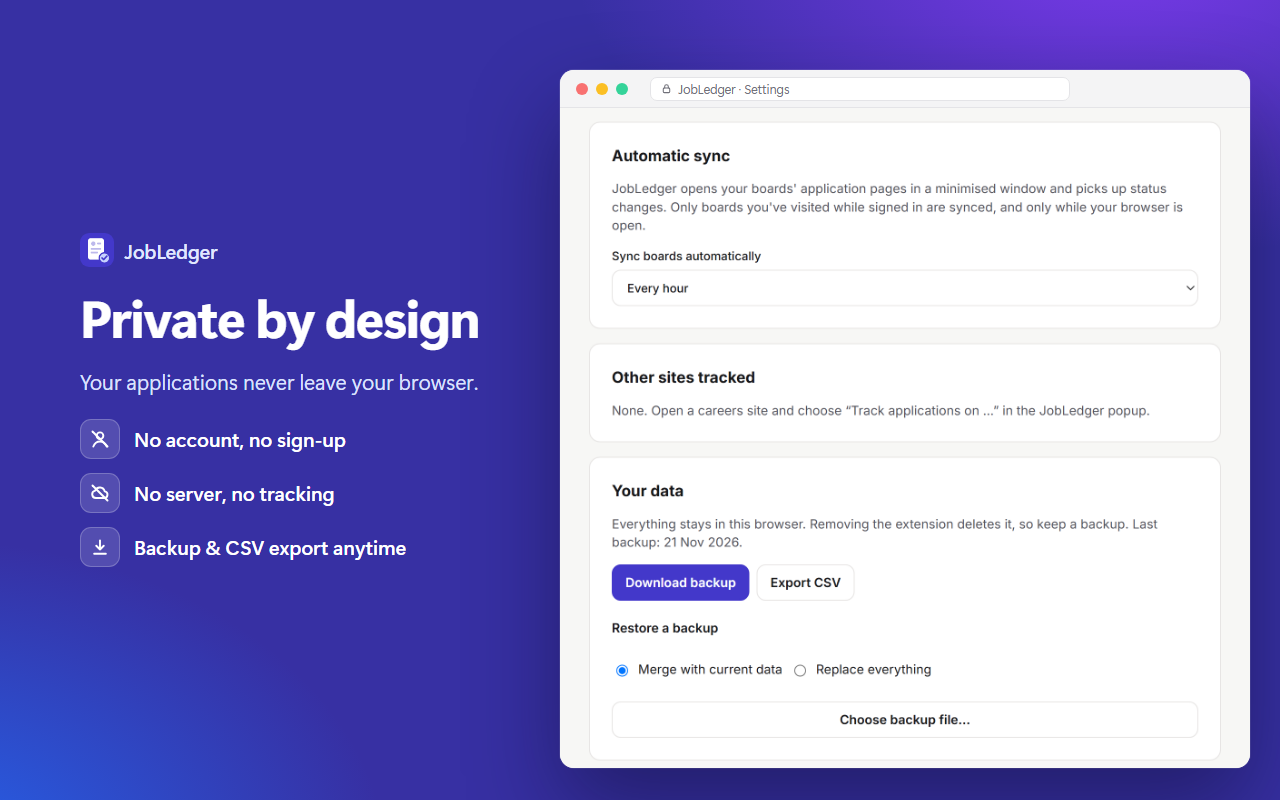 JobLedger
Private by design
Your applications never leave your browser.
No account, no sign-up
No server, no tracking
Backup & CSV export anytime
JobLedger · Settings
Automatic sync
JobLedger opens your boards' application pages in a minimised window and picks up status
changes. Only boards you've visited while signed in are synced, and only while your browser is
open.
Sync boards automatically
Every hour
Other sites tracked
None. Open a careers site and choose “Track applications on ...” in the JobLedger popup.
Your data
Everything stays in this browser. Removing the extension deletes it, so keep a backup. Last
backup: 21 Nov 2026.
Download backup
Export CSV
Restore a backup
Merge with current data
Replace everything
Choose backup file...